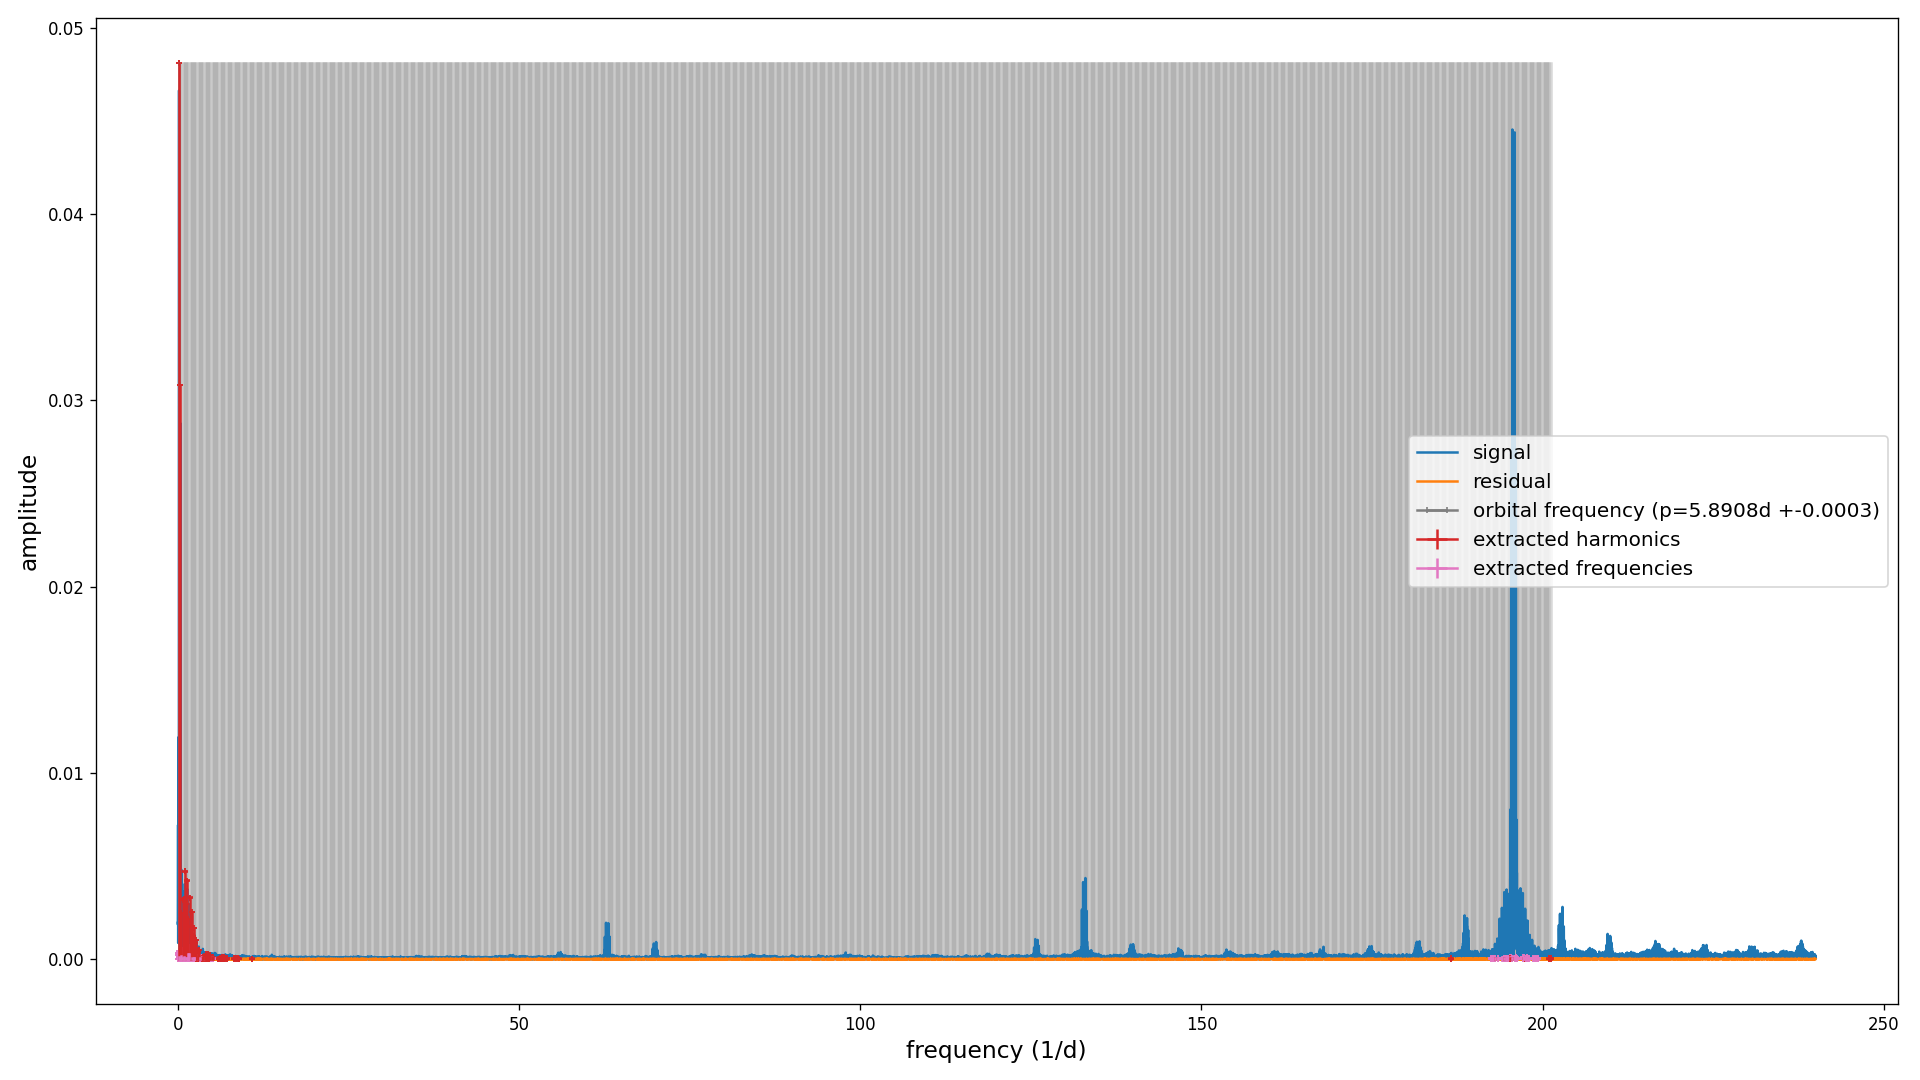 0.05
0.04
0.03
0.02
0.01
0.00
amplitude
0
50
100
150
200
250
frequency (1/d)
signal
residual
orbital frequency (p=5.8908d +-0.0003)
extracted harmonics
extracted frequencies